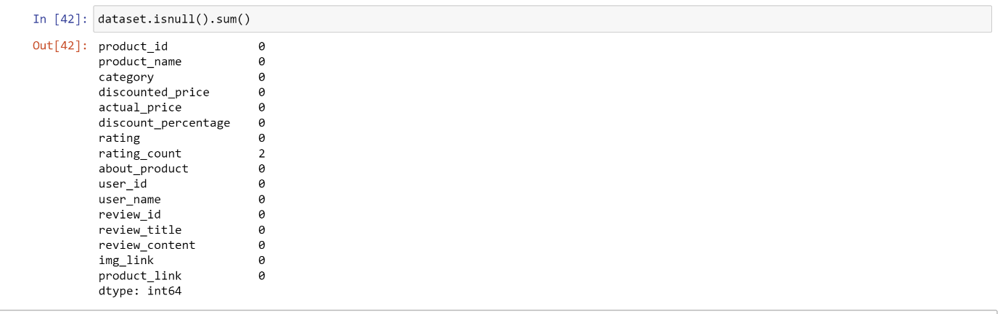 In [42]: dataset.isnull().sum()
Out[42]: product_id 0
product_name 0
category 0
discounted_price 0
actual_price 0
discount_percentage 0
rating 0
rating_count 2
about_product 0
user_id 0
user_name 0
review_id 0
review_title 0
review_content 0
img_link 0
product_link 0
dtype: int64